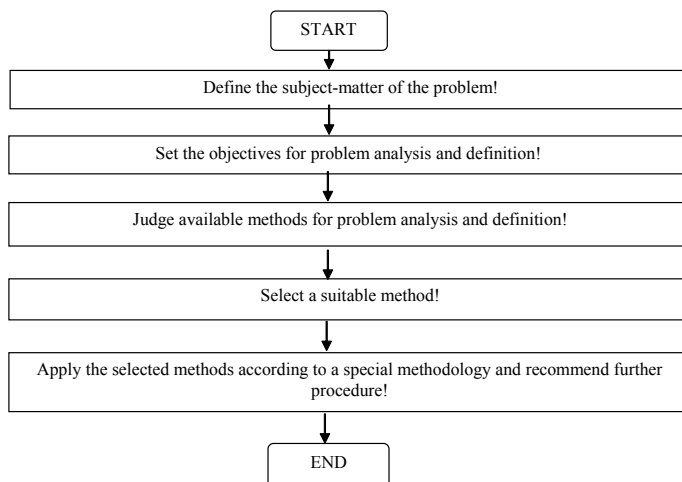 START
Define the subject-matter of the problem!
Set the objectives for problem analysis and definition!
Judge available methods for problem analysis and definition!
Select a suitable method!
Apply the selected methods according to a special methodology and recommend further
procedure!
END